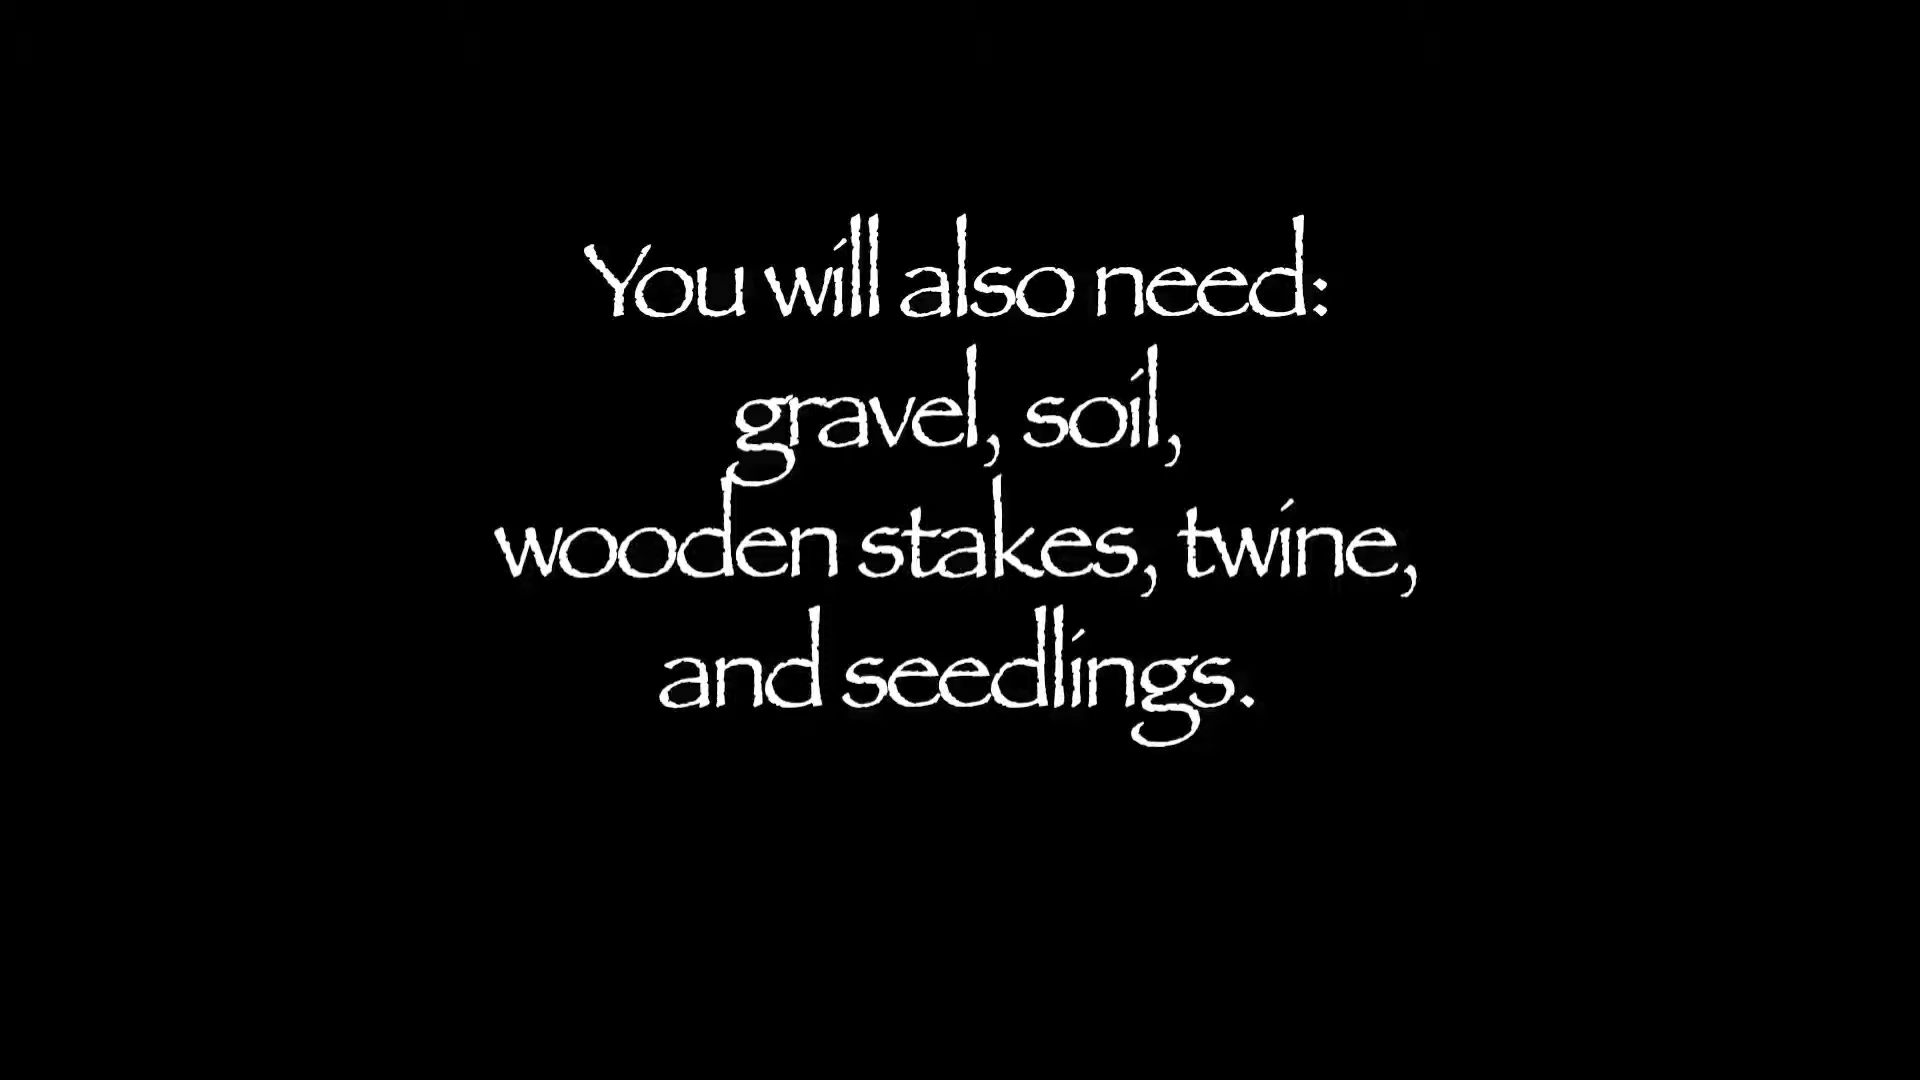 You will also need:
gravel, soil,
wooden stakes, twine,
and seedlings.